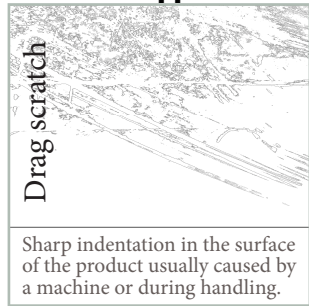 Drag scratch
Sharp indentation in the surface
of the product usually caused by
a machine or during handling.